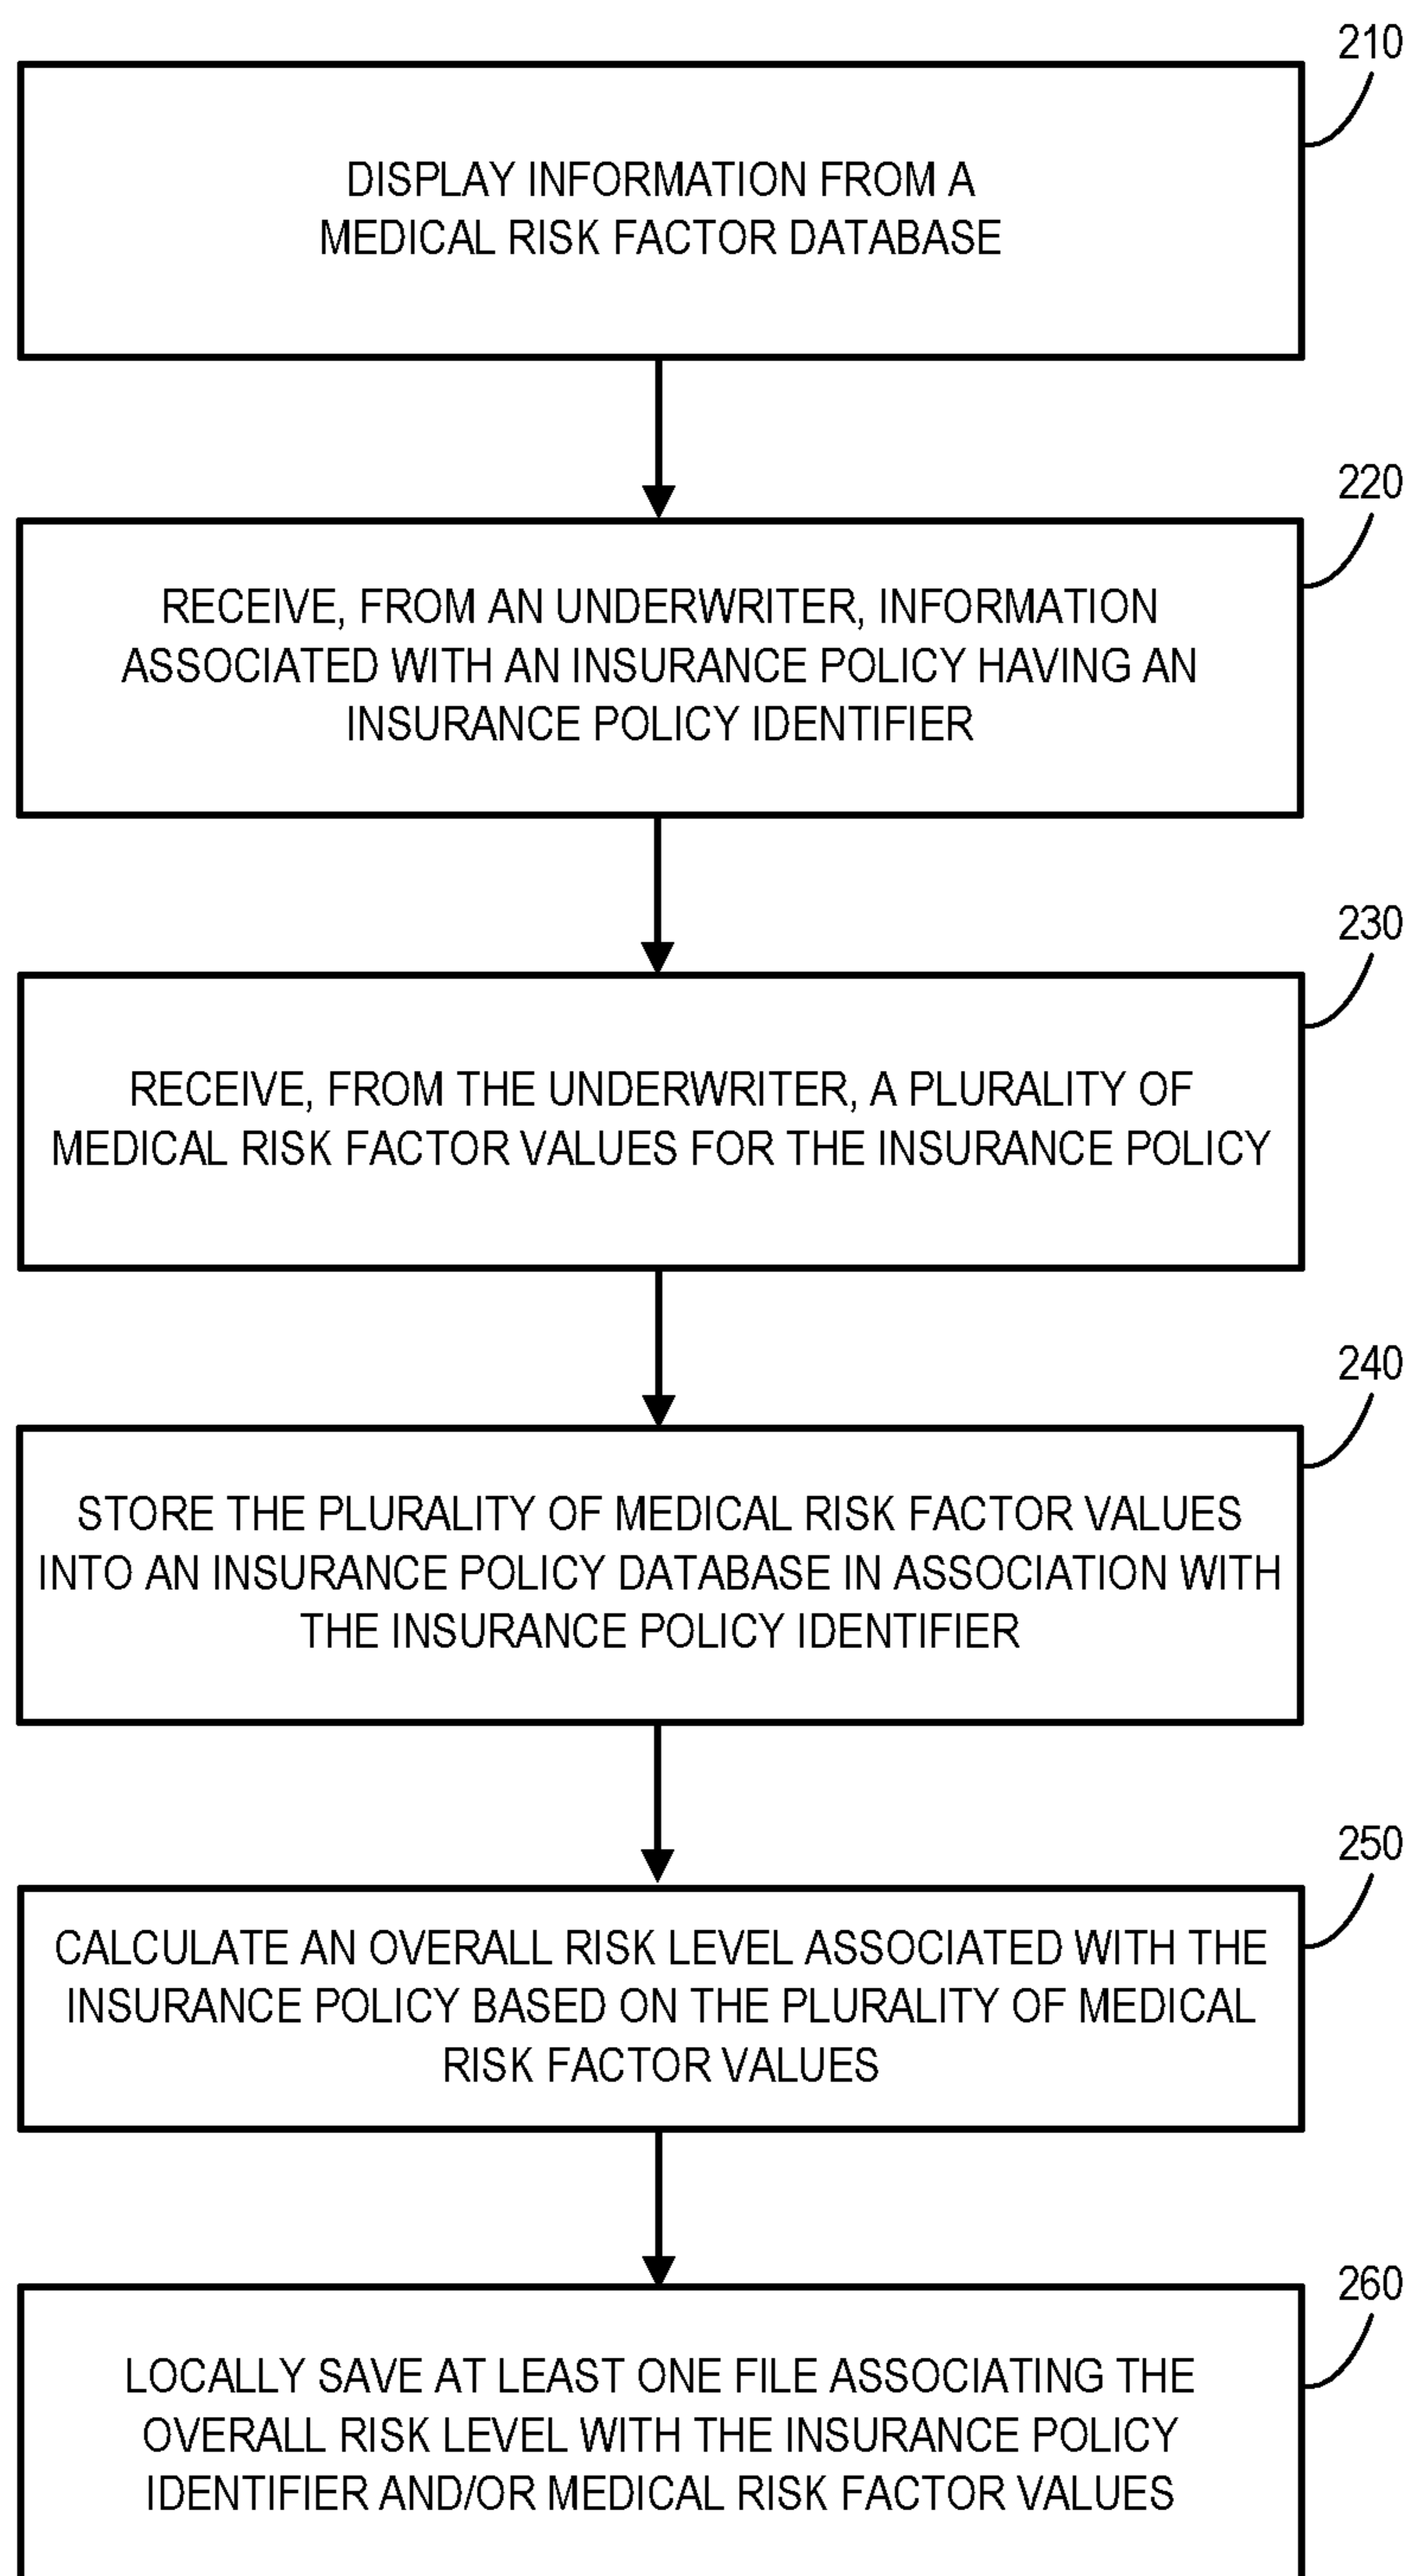 210
DISPLAY INFORMATION FROM A
MEDICAL RISK FACTOR DATABASE
220
RECEIVE, FROM AN UNDERWRITER, INFORMATION
ASSOCIATED WITH AN INSURANCE POLICY HAVING AN
INSURANCE POLICY IDENTIFIER
230
RECEIVE, FROM THE UNDERWRITER, A PLURALITY OF
MEDICAL RISK FACTOR VALUES FOR THE INSURANCE POLICY
240
STORE THE PLURALITY OF MEDICAL RISK FACTOR VALUES
INTO AN INSURANCE POLICY DATABASE IN ASSOCIATION WITH
THE INSURANCE POLICY IDENTIFIER
250
CALCULATE AN OVERALL RISK LEVEL ASSOCIATED WITH THE
INSURANCE POLICY BASED ON THE PLURALITY OF MEDICAL
RISK FACTOR VALUES
260
LOCALLY SAVE AT LEAST ONE FILE ASSOCIATING THE
OVERALL RISK LEVEL WITH THE INSURANCE POLICY
IDENTIFIER AND/OR MEDICAL RISK FACTOR VALUES